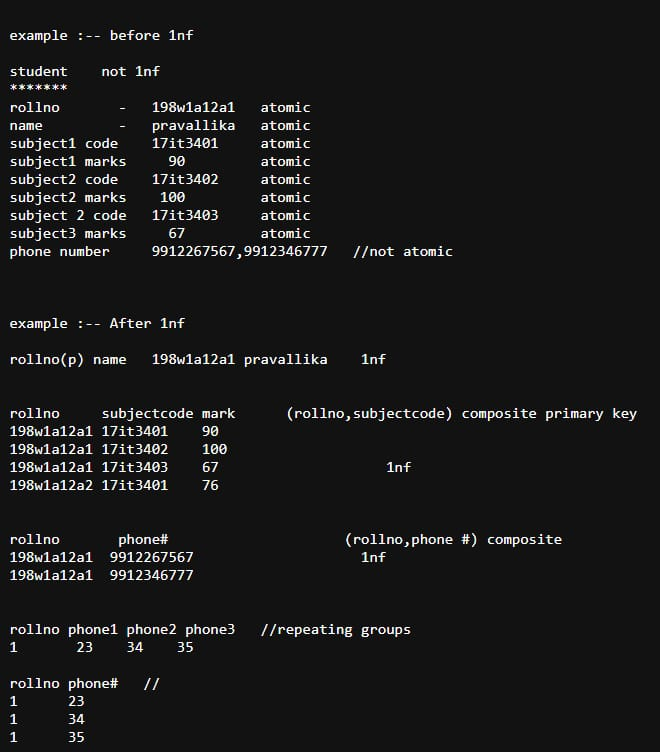 example :-- before 1nf
student    not 1nf
*******
rollno       -   198w1a12a1   atomic
name         -   pravallika   atomic
subject1 code    17it3401     atomic
subject1 marks     90         atomic
subject2 code    17it3402     atomic
subject2 marks    100         atomic
subject 2 code   17it3403     atomic
subject3 marks     67         atomic
phone number     9912267567,9912346777   //not atomic
example :-- After 1nf
rollno(p) name   198w1a12a1 pravallika    1nf
rollno     subjectcode mark      (rollno,subjectcode) composite primary key
198w1a12a1 17it3401    90
198w1a12a1 17it3402    100
198w1a12a1 17it3403    67                    1nf
198w1a12a2 17it3401    76
rollno       phone#                     (rollno,phone #) composite
198w1a12a1  9912267567                    1nf
198w1a12a1  9912346777
rollno phone1 phone2 phone3   //repeating groups
1       23    34    35
rollno phone#   //
1      23
1      34
1      35